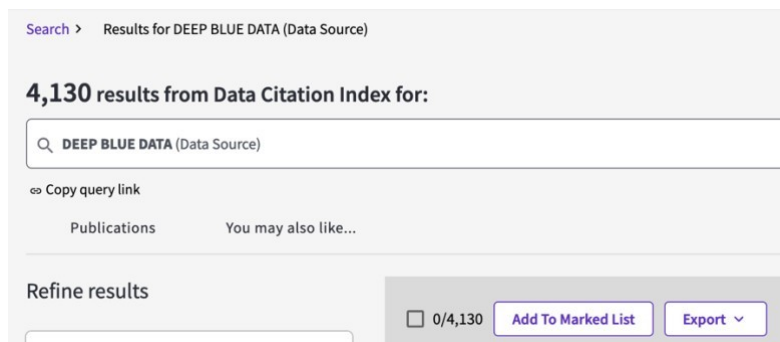 Search > Results for DEEP BLUE DATA (Data Source)
4,130 results from Data Citation Index for:
DEEP BLUE DATA (Data Source)
Copy query link
Publications You may also like...
Refine results
0/4,130 Add To Marked List Export